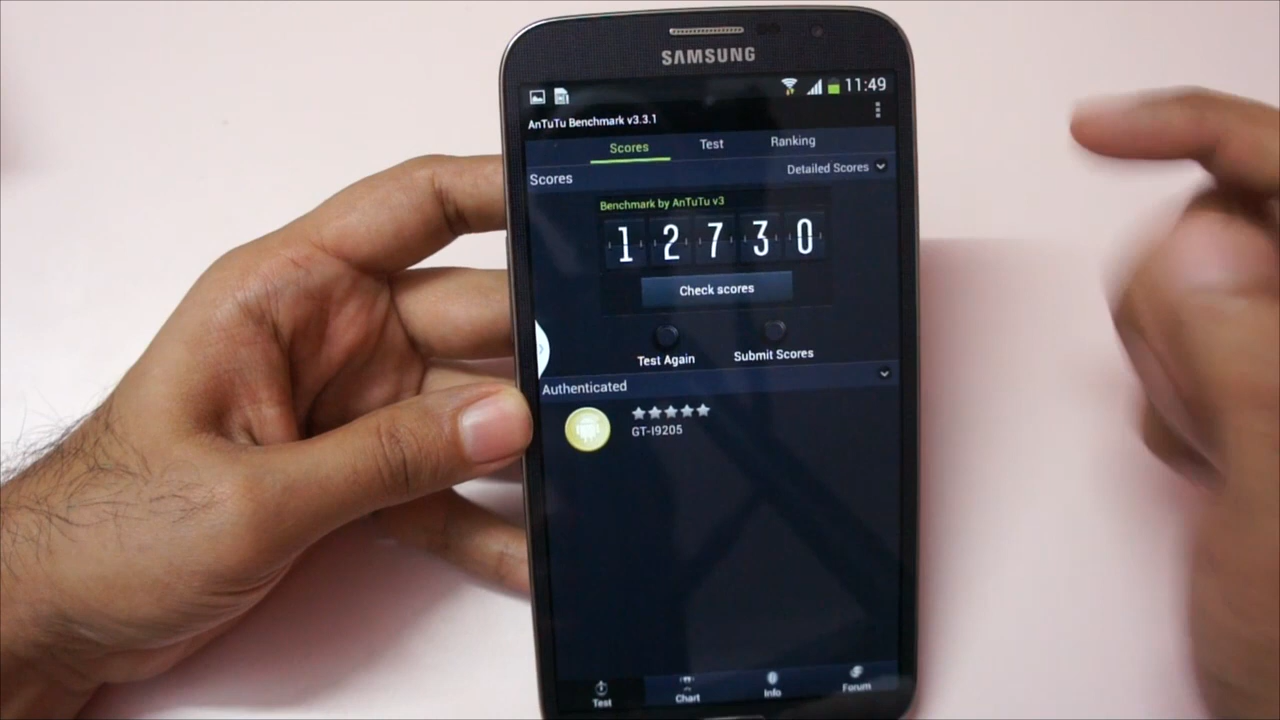 SAMSUNG
11:49
AnTuTu Benchmark v3.3.1
Scores
Test
Ranking
Scores
Detailed Scores
Benchmark by AnTuTu v3
12730
Check scores
Test Again
Submit Scores
Authenticated
GT-I9205
Test
Chart
Info
Forum